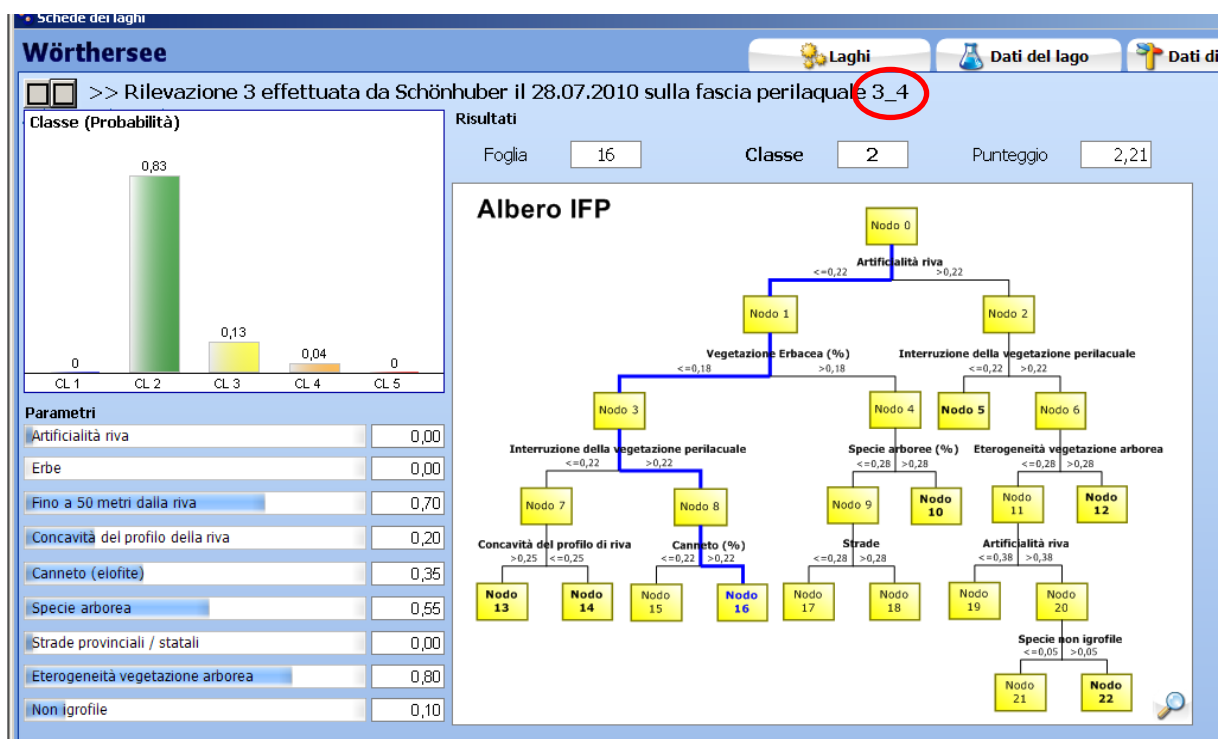 Schede dei laghi
Wörthersee
Laghi
Dati del lago
Dati di
>> Rilevazione 3 effettuata da Schönhuber il 28.07.2010 sulla fascia perilaquale 3_4
Classe (Probabilità)
0
0,83
0,13
0,04
0
CL 1 CL 2 CL 3 CL 4 CL 5
Parametri
Artificialità riva 0,00
Erbe 0,00
Fino a 50 metri dalla riva 0,70
Concavità del profilo della riva 0,20
Canneto (elofite) 0,35
Specie arborea 0,55
Strade provinciali / statali 0,00
Eterogeneità vegetazione arborea 0,80
Non igrofile 0,10
Risultati
Foglia 16 Classe 2 Punteggio 2,21
Albero IFP
Nodo 0
Artificialità riva
<=0,22 >0,22
Nodo 1 Nodo 2
Vegetazione Erbacea (%) Interruzione della vegetazione perilacuale
<=0,18 >0,18 <=0,22 >0,22
Nodo 3 Nodo 4 Nodo 5 Nodo 6
Interruzione della vegetazione perilacuale Specie arboree (%) Eterogeneità vegetazione arborea
<=0,22 >0,22 <=0,28 >0,28 <=0,28 >0,28
Nodo 7 Nodo 8 Nodo 9 Nodo 10 Nodo 11 Nodo 12
Concavità del profilo di riva Canneto (%) Strade Artificialità riva
>0,25 <=0,25 <=0,22 >0,22 <=0,28 >0,28 <=0,38 >0,38
Nodo 13 Nodo 14 Nodo 15 Nodo 16 Nodo 17 Nodo 18 Nodo 19 Nodo 20
Specie non igrofile
<=0,05 >0,05
Nodo 21 Nodo 22